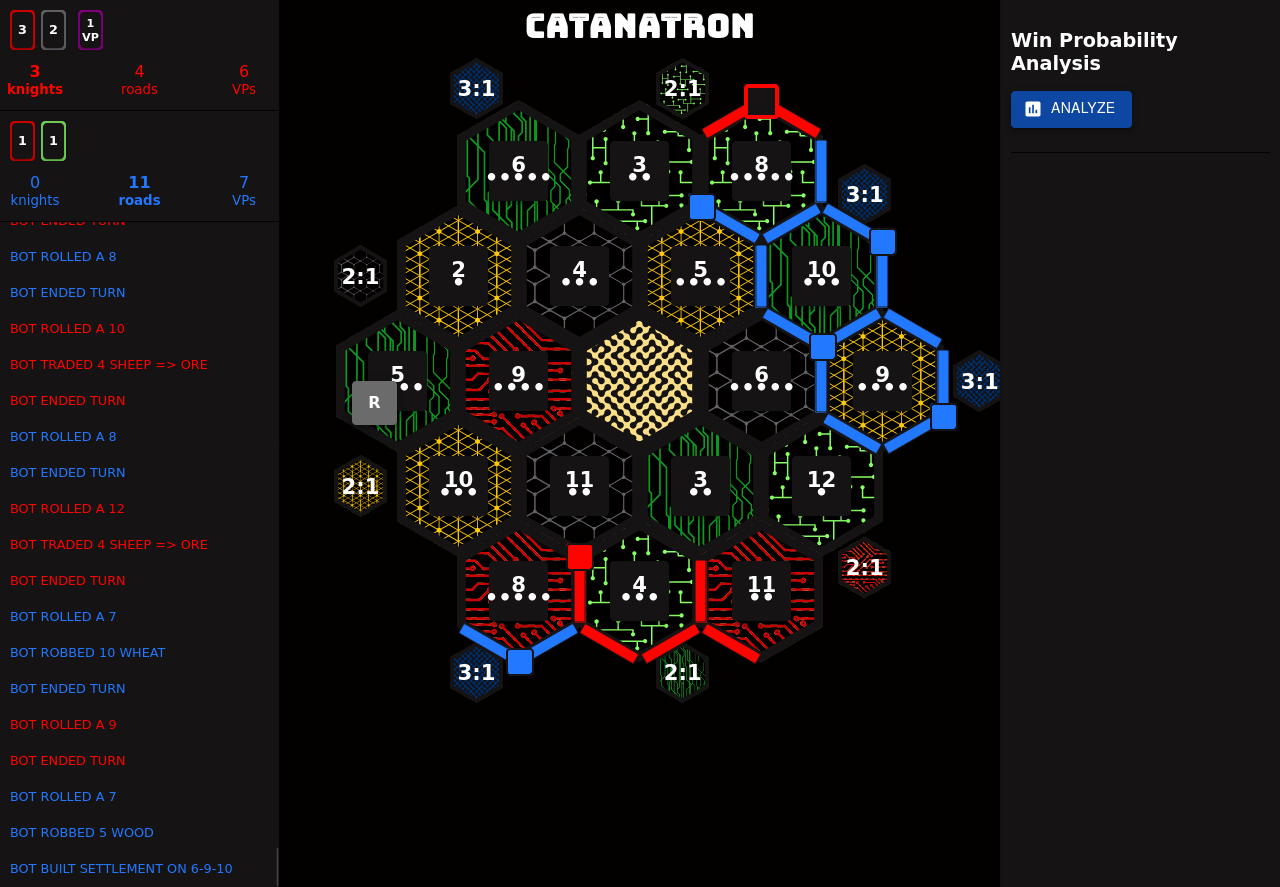 3 2 1 VP
3 4 6
knights roads VPs
1 1
0 11 7
knights roads VPs
BOT ENDED TURN
BOT ROLLED A 8
BOT ENDED TURN
BOT ROLLED A 10
BOT TRADED 4 SHEEP => ORE
BOT ENDED TURN
BOT ROLLED A 8
BOT ENDED TURN
BOT ROLLED A 12
BOT TRADED 4 SHEEP => ORE
BOT ENDED TURN
BOT ROLLED A 7
BOT ROBBED 10 WHEAT
BOT ENDED TURN
BOT ROLLED A 9
BOT ENDED TURN
BOT ROLLED A 7
BOT ROBBED 5 WOOD
BOT BUILT SETTLEMENT ON 6-9-10
CATANATRON
3:1 2:1
6 3 8
3:1
2:1 2 4 5 10
5 9 6 9 3:1
R
2:1 10 11 3 12
8 4 11 2:1
3:1 2:1
Win Probability
Analysis
ANALYZE